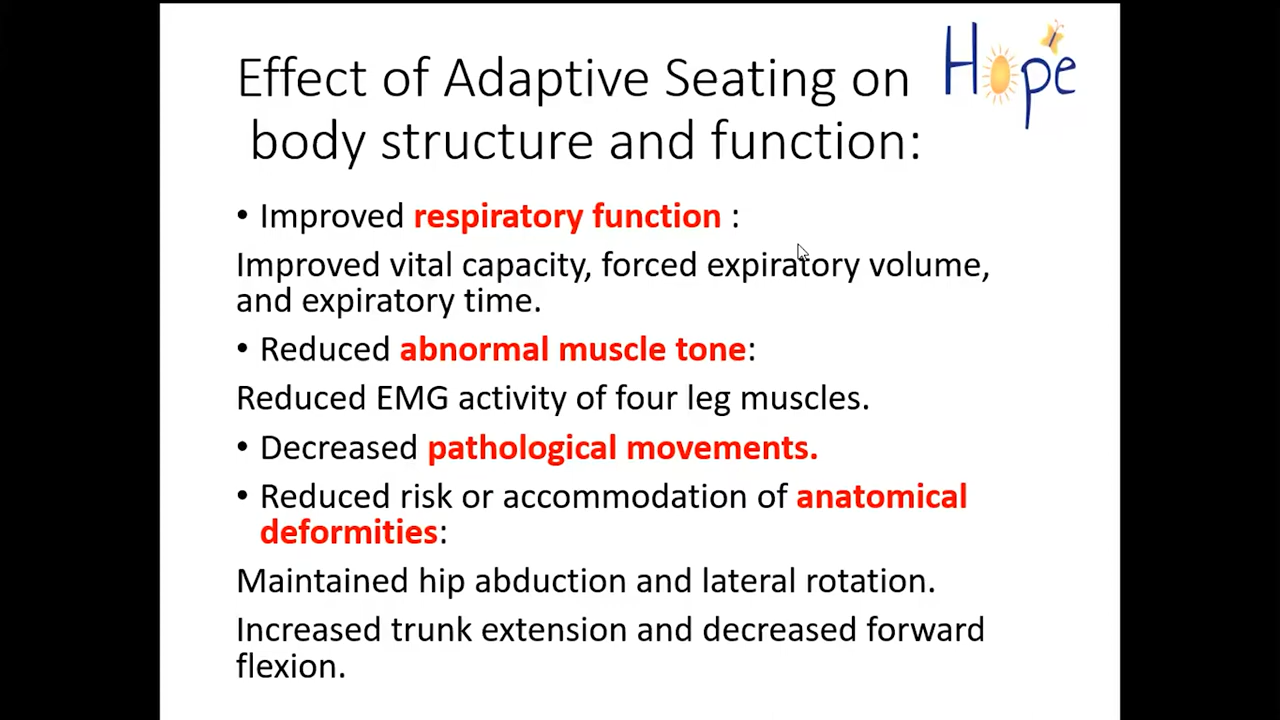 Effect of Adaptive Seating on
body structure and function:
Hope
• Improved respiratory function :
Improved vital capacity, forced expiratory volume,
and expiratory time.
• Reduced abnormal muscle tone:
Reduced EMG activity of four leg muscles.
• Decreased pathological movements.
• Reduced risk or accommodation of anatomical
deformities:
Maintained hip abduction and lateral rotation.
Increased trunk extension and decreased forward
flexion.